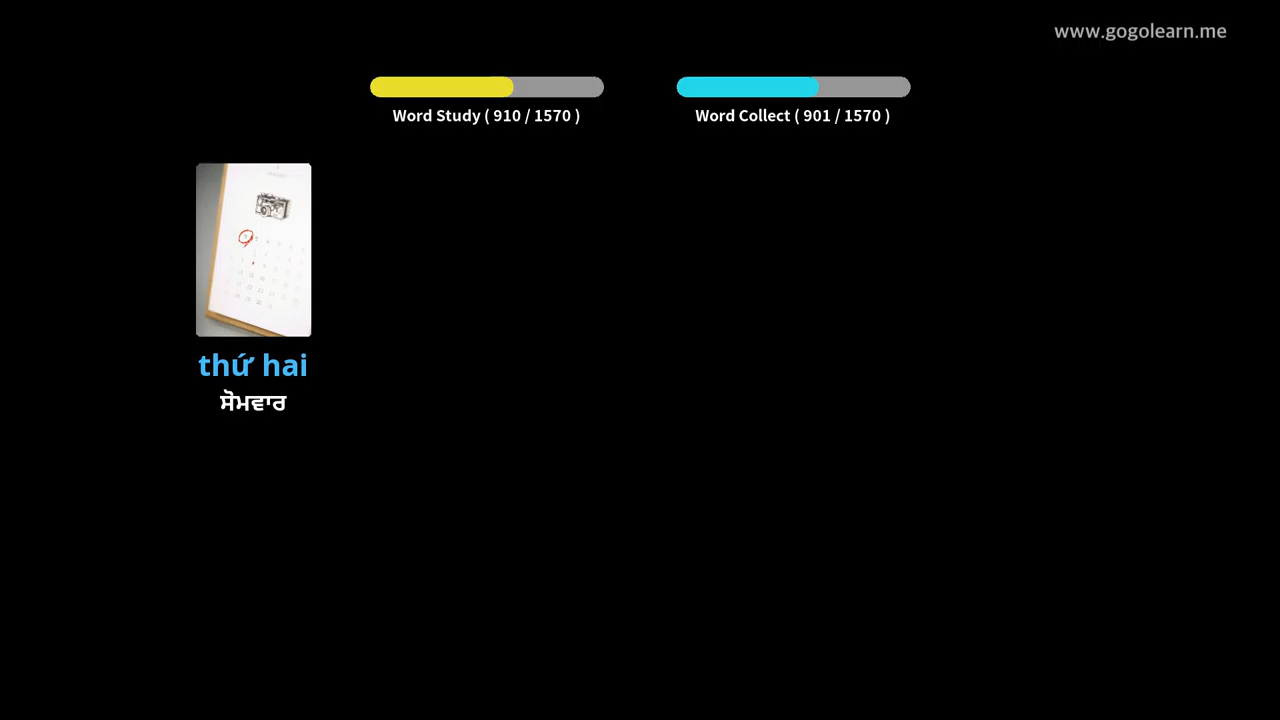 www.gogolearn.me
Word Study ( 910 / 1570 )
Word Collect ( 901 / 1570 )
thứ hai
ਸੋਮਵਾਰ